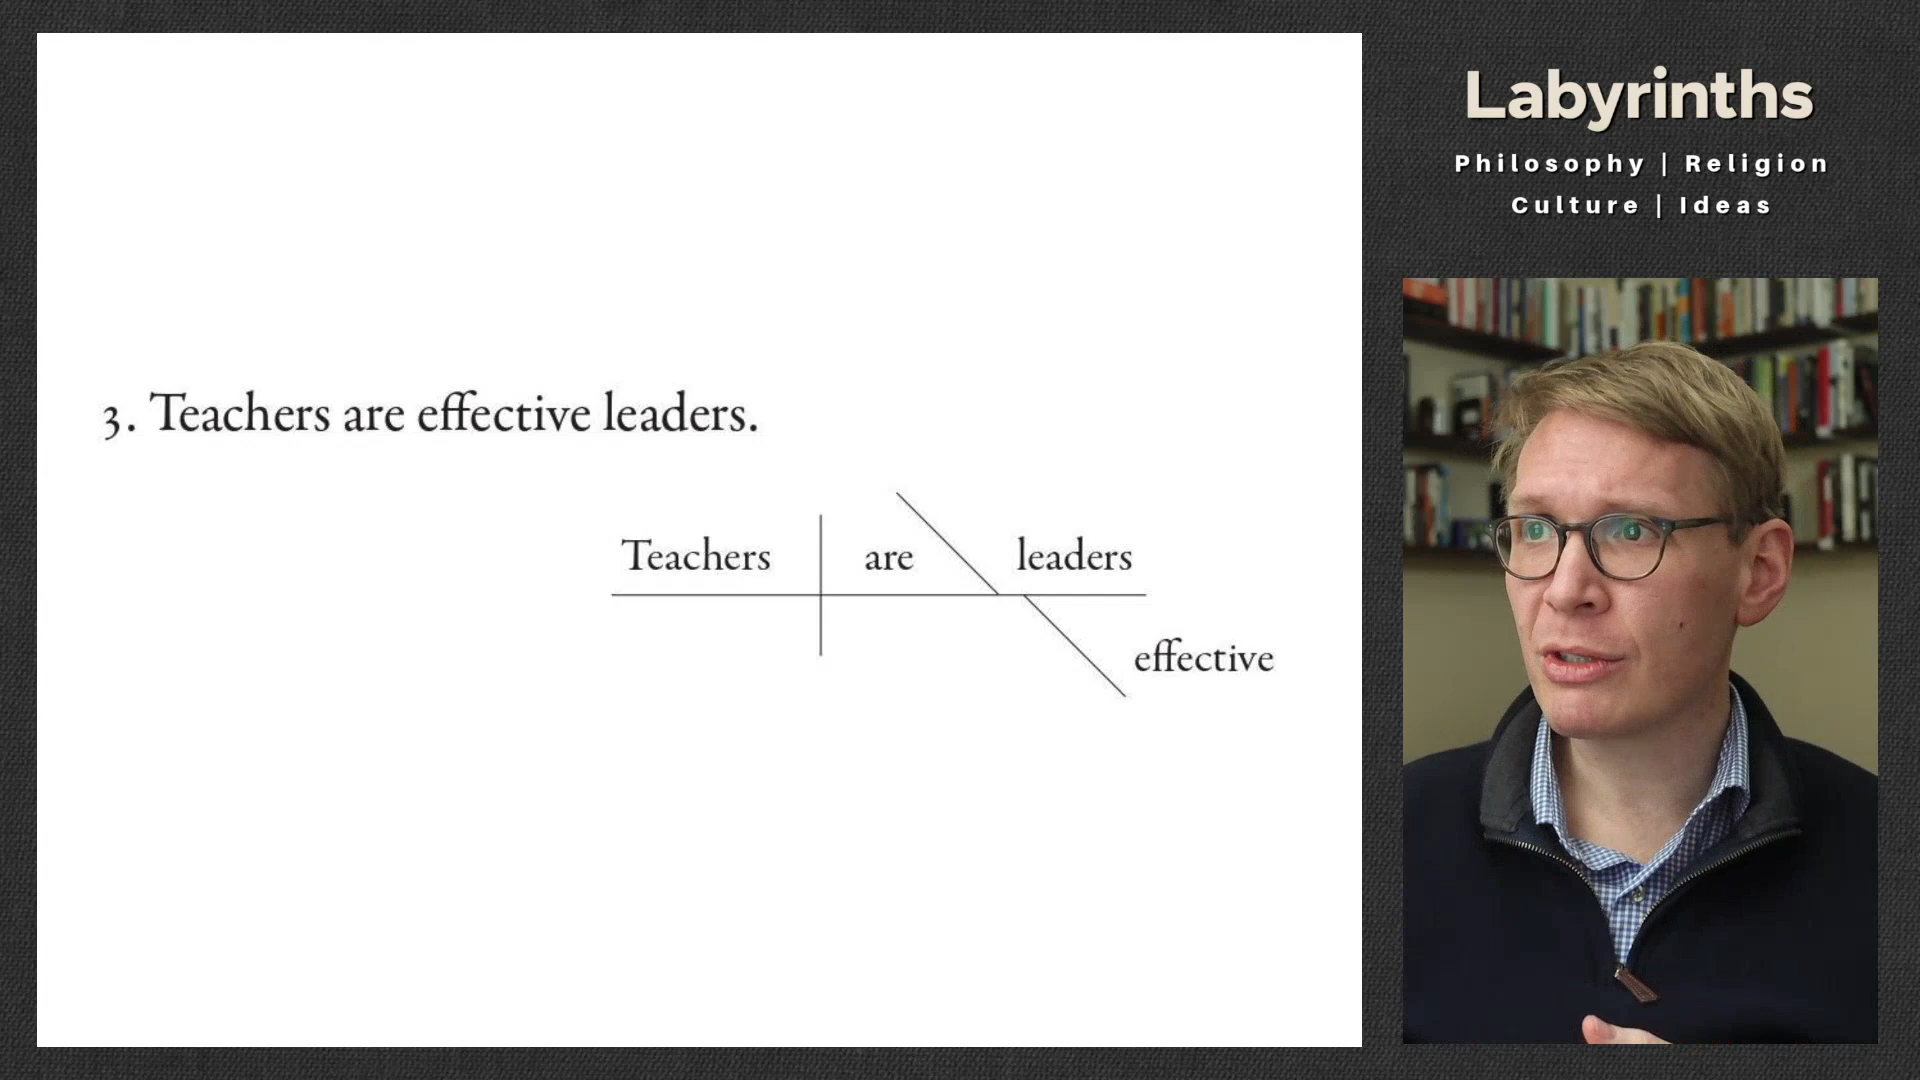 3. Teachers are effective leaders.
Teachers are leaders
effective
Labyrinths
Philosophy | Religion
Culture | Ideas